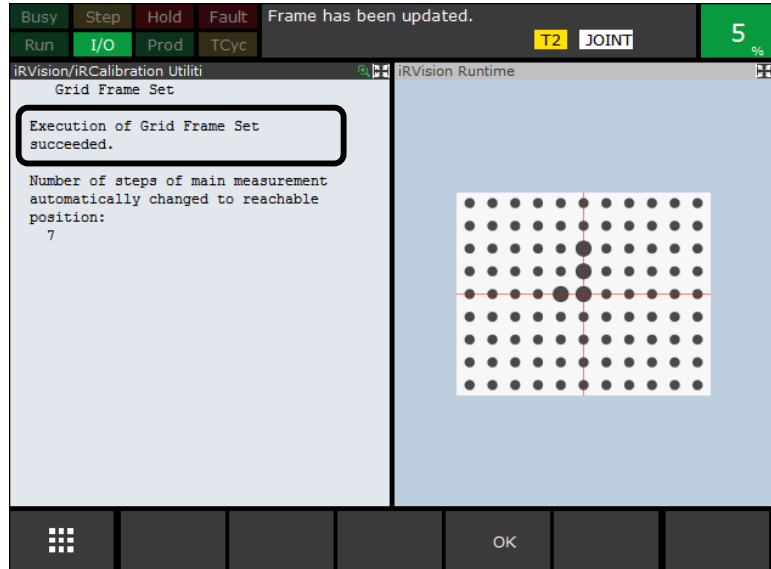 Busy Step Hold Fault Frame has been updated.
Run I/O Prod TCyc T2 JOINT 5 %
iRVision/iRCalibration Utiliti iRVision Runtime
Grid Frame Set
Execution of Grid Frame Set
succeeded.
Number of steps of main measurement
automatically changed to reachable
position:
7
OK